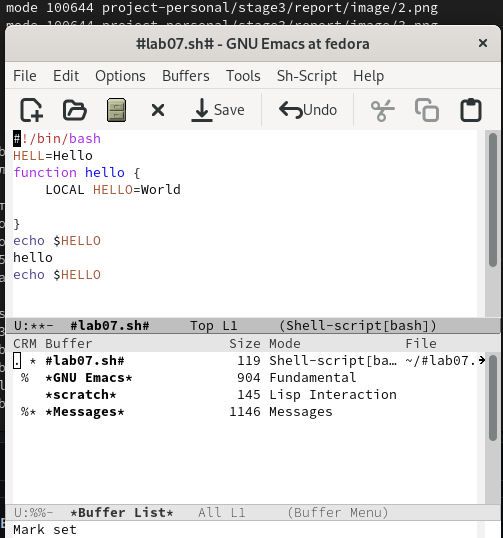 mode 100644 project-personal/stage3/report/image/2.png
mode 100644 project-personal/stage3/report/image/3.png
#lab07.sh# - GNU Emacs at fedora
File Edit Options Buffers Tools Sh-Script Help
Save Undo
#!/bin/bash
HELL=Hello
function hello {
    LOCAL HELLO=World
}
echo $HELLO
hello
echo $HELLO
U:**-  #lab07.sh#  Top L1  (Shell-script[bash])
CRM Buffer  Size Mode  File
. * #lab07.sh#  119 Shell-script[ba… ~/#lab07.
% *GNU Emacs*  904 Fundamental
*scratch*  145 Lisp Interaction
%* *Messages*  1146 Messages
U:%%-  *Buffer List*  All L1  (Buffer Menu)
Mark set